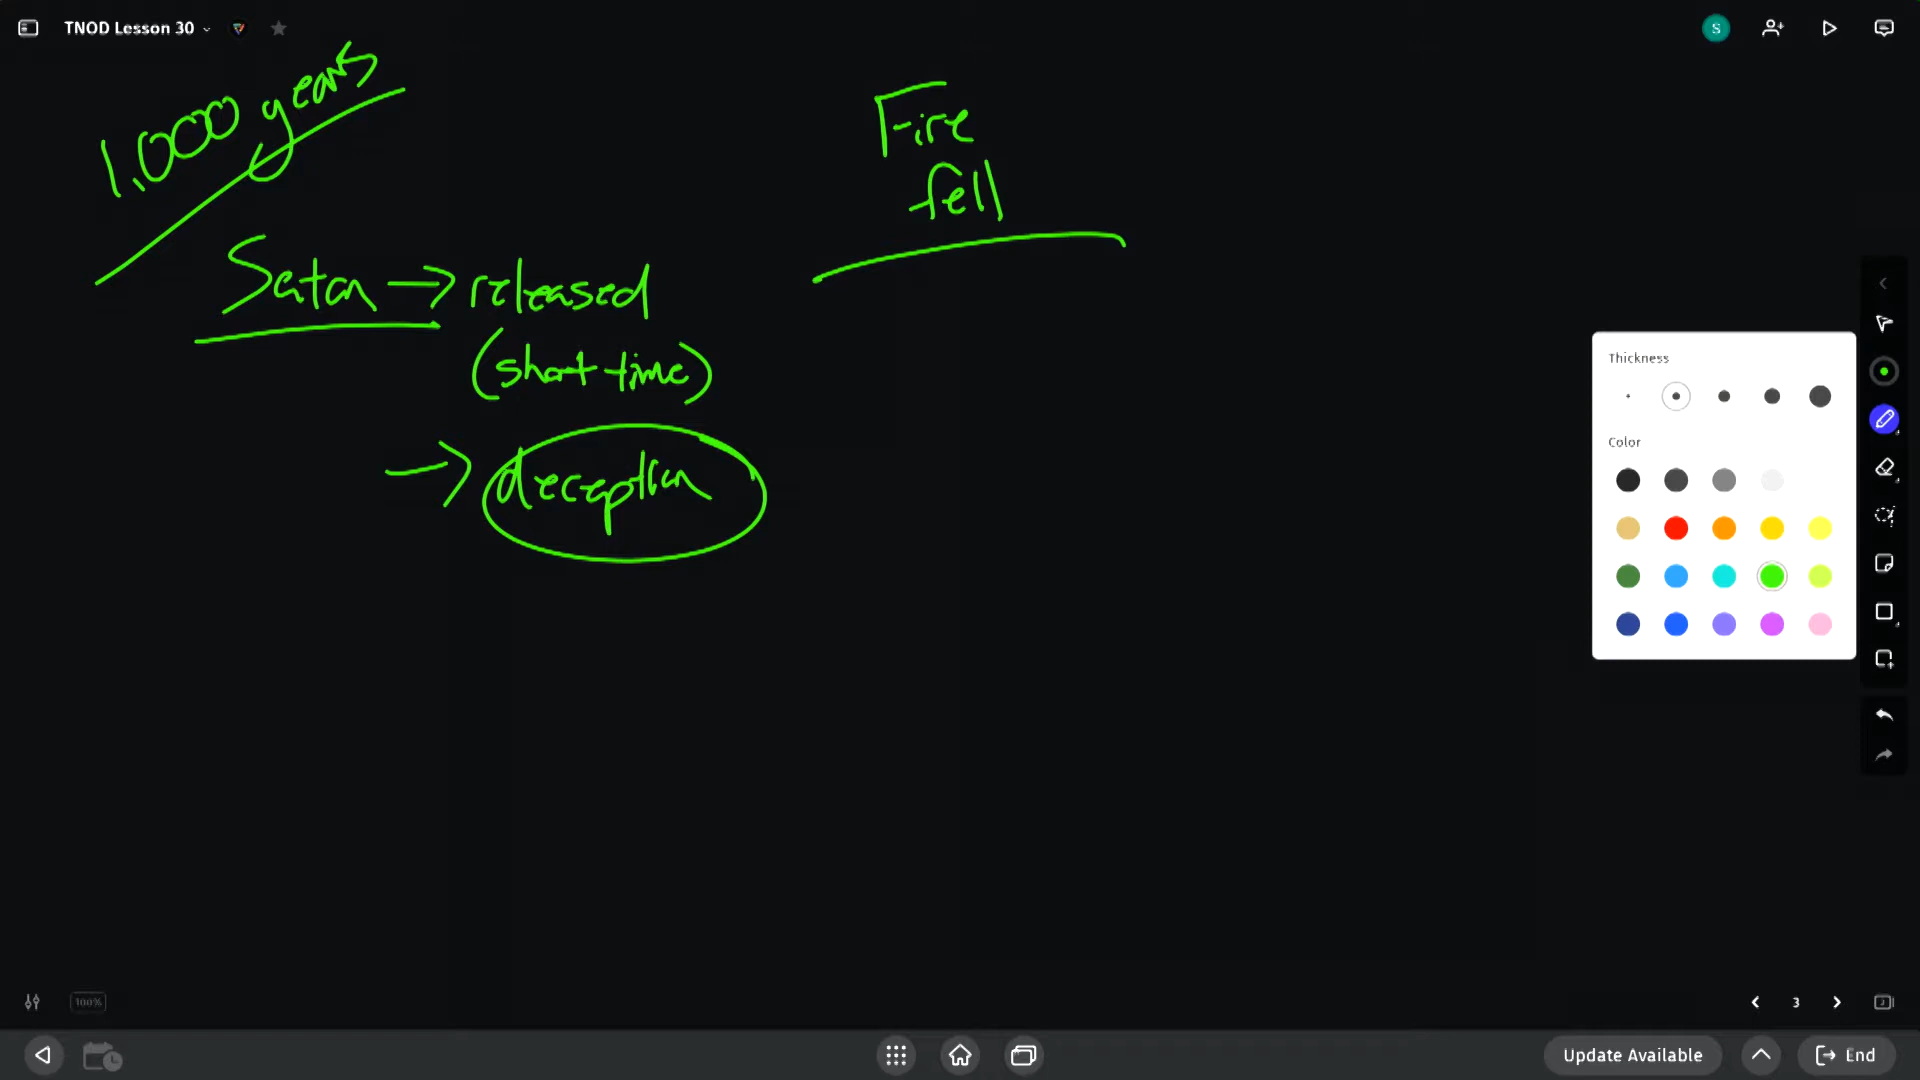 TNOD Lesson 30
S
1,000 years
Fire
fell
Satan → released
(short time)
→ deception
Thickness
Color
100%
3
Update Available
End